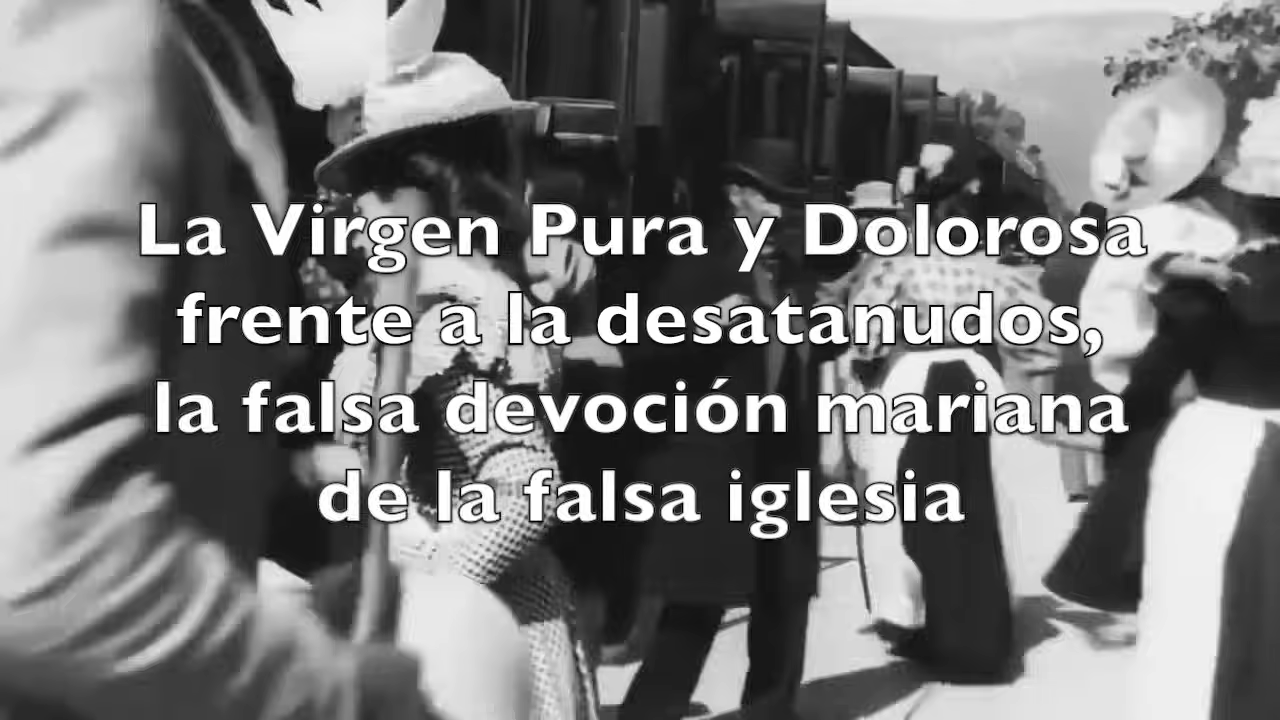 La Virgen Pura y Dolorosa
frente a la desatanudos,
la falsa devoción mariana
de la falsa iglesia